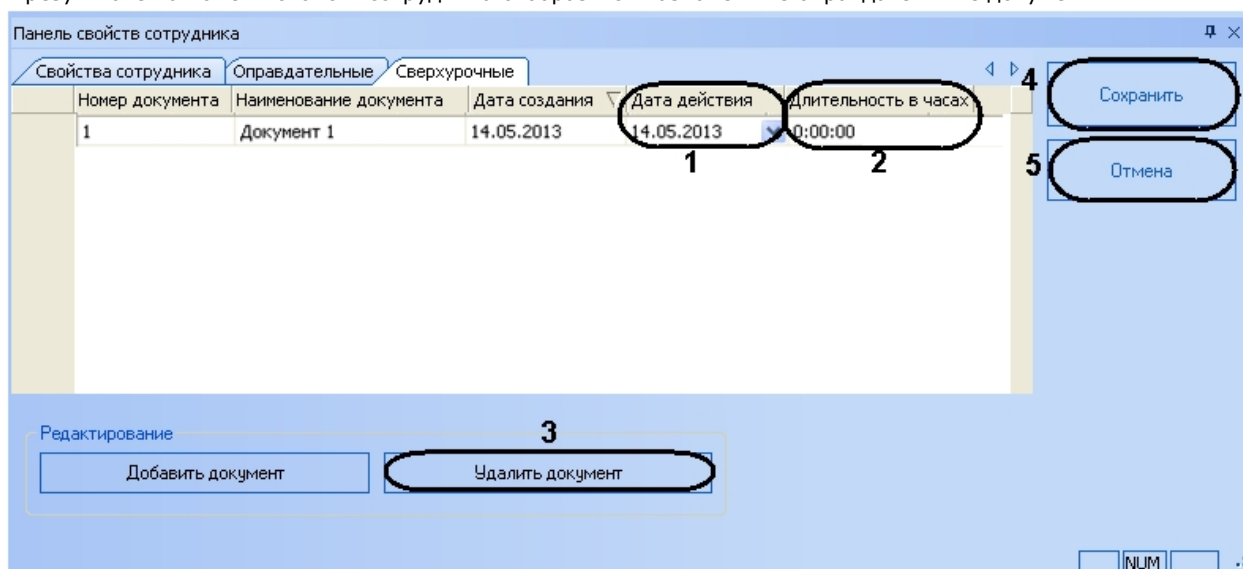 Панель свойств сотрудника
Свойства сотрудника Оправдательные Сверхурочные
4 Сохранить
Номер документа Наименование документа Дата создания Дата действия Длительность в часах
1 Документ 1 14.05.2013 14.05.2013 0:00:00
1 2 5 Отмена
Редактирование 3
Добавить документ Удалить документ
NUM